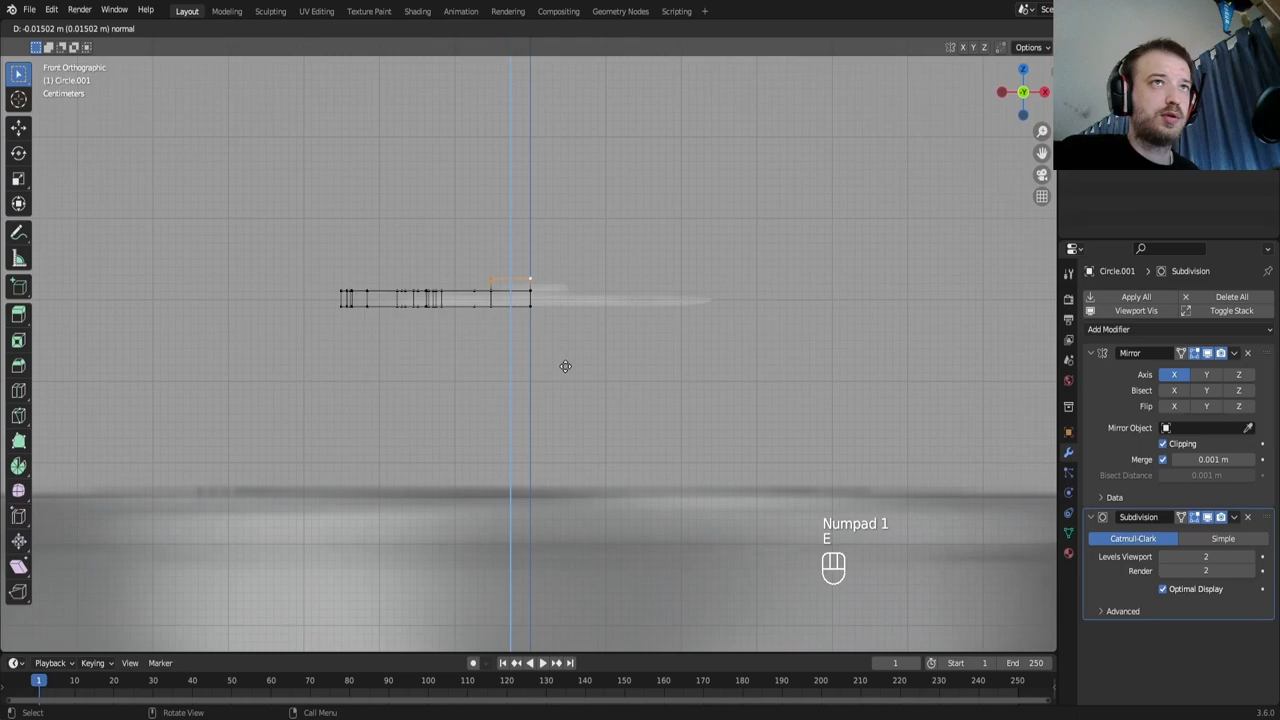 File Edit Render Window Help Layout Modeling Sculpting UV Editing Texture Paint Shading Animation Rendering Compositing Geometry Nodes Scripting + Sce
D: -0.01502 m (0.01502 m) normal
X Y Z Options
Front Orthographic
(1) Circle.001
Centimeters
Z
-Y X
Circle.001 Subdivision
Apply All Delete All
Viewport Vis Toggle Stack
Add Modifier
Mirror
Axis X Y Z
Bisect X Y Z
Flip X Y Z
Mirror Object
Clipping
Merge 0.001 m
Bisect Distance 0.001 m
Data
Subdivision
Catmull-Clark Simple
Levels Viewport 2
Render 2
Optimal Display
Advanced
Numpad 1
E
Playback Keying View Marker 1 Start 1 End 250
1 10 20 30 40 50 60 70 80 90 100 110 120 130 140 150 160 170 180 190 200 210 220 230 240 250
Select Rotate View Call Menu 3.6.0